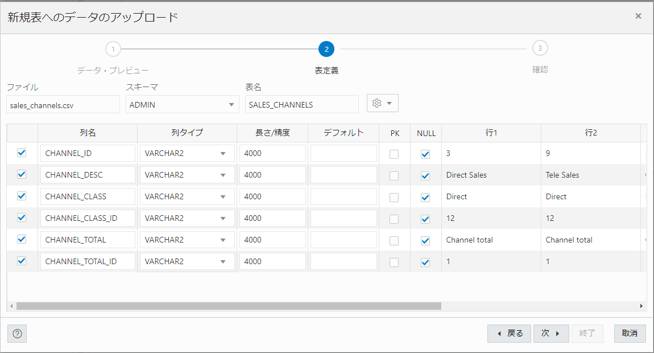 新規表へのデータのアップロード ×
1 2 3
データ・プレビュー 表定義 確認
ファイル スキーマ 表名
sales_channels.csv ADMIN SALES_CHANNELS
列名 列タイプ 長さ/精度 デフォルト PK NULL 行1 行2
CHANNEL_ID VARCHAR2 4000 3 9
CHANNEL_DESC VARCHAR2 4000 Direct Sales Tele Sales
CHANNEL_CLASS VARCHAR2 4000 Direct Direct
CHANNEL_CLASS_ID VARCHAR2 4000 12 12
CHANNEL_TOTAL VARCHAR2 4000 Channel total Channel total
CHANNEL_TOTAL_ID VARCHAR2 4000 1 1
? 戻る 次 終了 取消